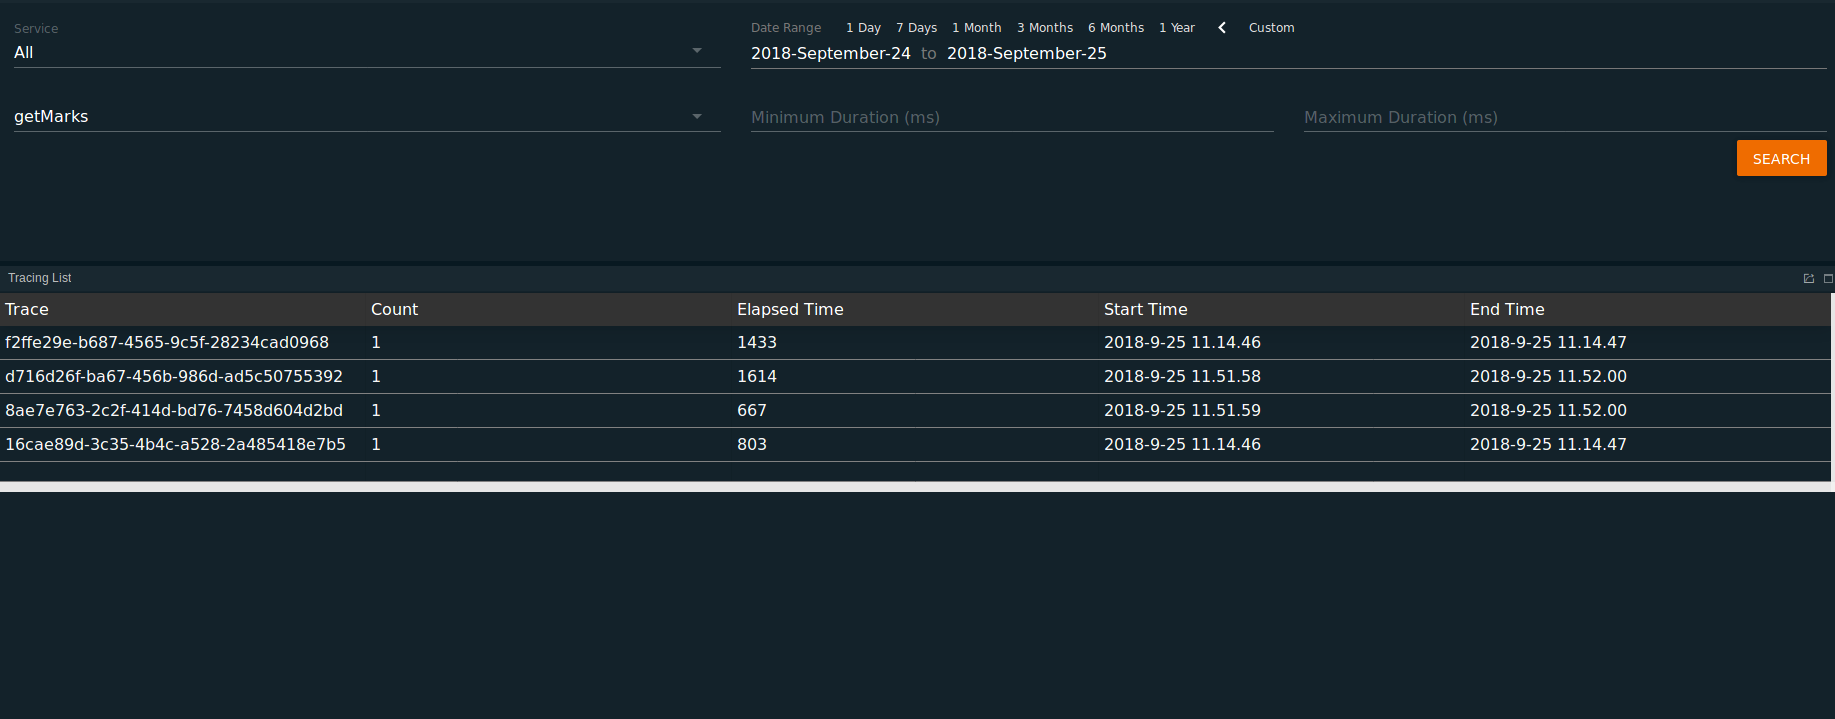 Service
All
Date Range 1 Day 7 Days 1 Month 3 Months 6 Months 1 Year Custom
2018-September-24 to 2018-September-25
getMarks
Minimum Duration (ms) Maximum Duration (ms)
SEARCH
Tracing List
Trace Count Elapsed Time Start Time End Time
f2ffe29e-b687-4565-9c5f-28234cad0968 1 1433 2018-9-25 11.14.46 2018-9-25 11.14.47
d716d26f-ba67-456b-986d-ad5c50755392 1 1614 2018-9-25 11.51.58 2018-9-25 11.52.00
8ae7e763-2c2f-414d-bd76-7458d604d2bd 1 667 2018-9-25 11.51.59 2018-9-25 11.52.00
16cae89d-3c35-4b4c-a528-2a485418e7b5 1 803 2018-9-25 11.14.46 2018-9-25 11.14.47